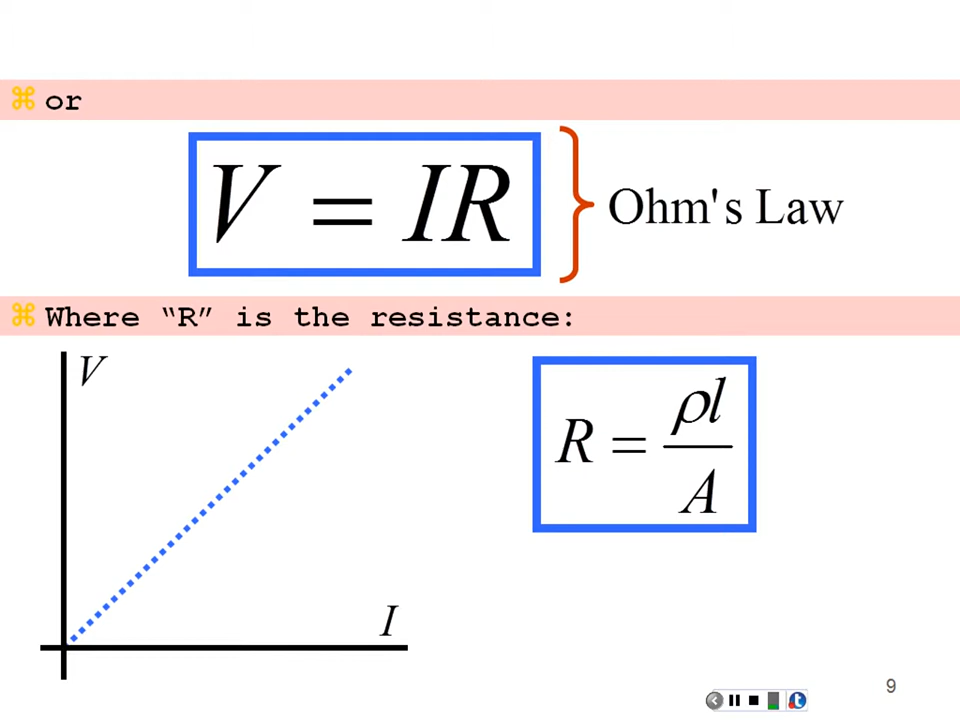 ⌘ or
V = IR
Ohm's Law
⌘ Where “R” is the resistance:
V
R = ρl / A
I
9